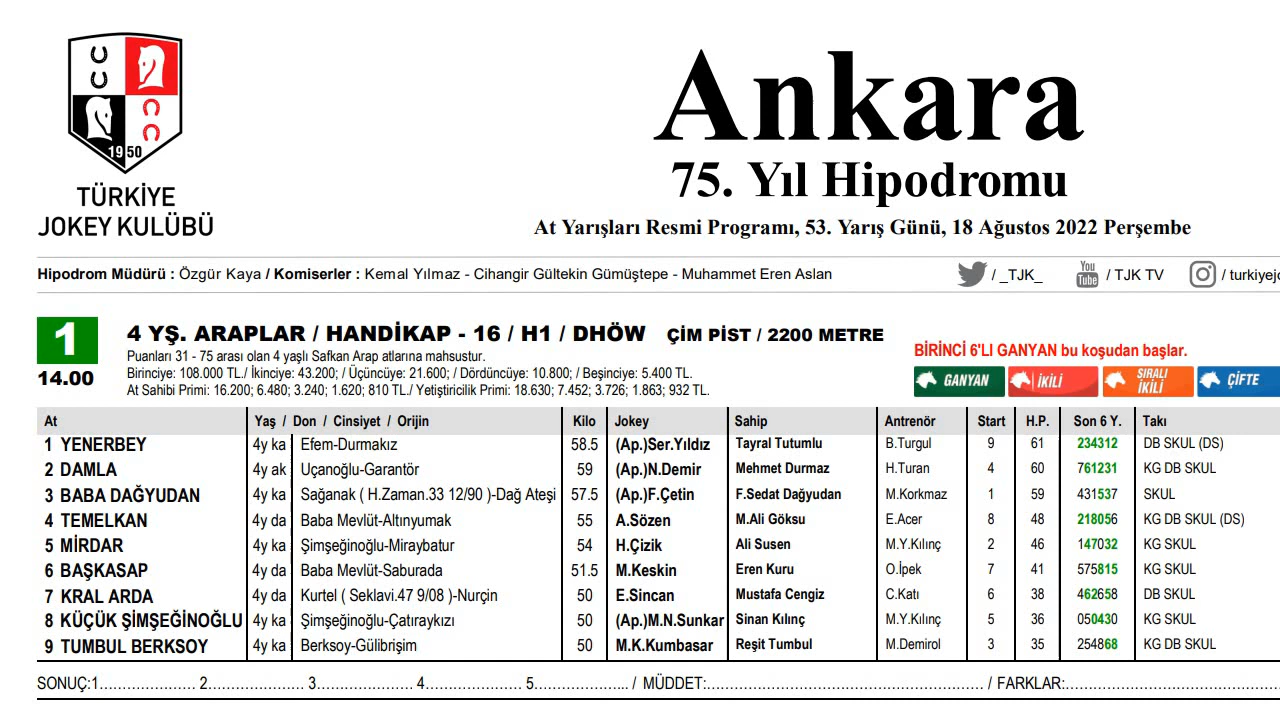 19 50
TÜRKİYE
JOKEY KULÜBÜ
Ankara
75. Yıl Hipodromu
At Yarışları Resmi Programı, 53. Yarış Günü, 18 Ağustos 2022 Perşembe
Hipodrom Müdürü : Özgür Kaya / Komiserler : Kemal Yılmaz - Cihangir Gültekin Gümüştepe - Muhammet Eren Aslan / _TJK_ You Tube / TJK TV / turkiyejo
1 4 YŞ. ARAPLAR / HANDİKAP - 16 / H1 / DHÖW ÇİM PİST / 2200 METRE
14.00
Puanları 31 - 75 arası olan 4 yaşlı Safkan Arap atlarına mahsustur.
Birinciye: 108.000 TL./ İkinciye: 43.200; / Üçüncüye: 21.600; / Dördüncüye: 10.800; / Beşinciye: 5.400 TL.
At Sahibi Primi: 16.200; 6.480; 3.240; 1.620; 810 TL./ Yetiştiricilik Primi: 18.630; 7.452; 3.726; 1.863; 932 TL.
BİRİNCİ 6'LI GANYAN bu koşudan başlar.
GANYAN İKİLİ SIRALI İKİLİ ÇİFTE
At Yaş / Don / Cinsiyet / Orijin Kilo Jokey Sahip Antrenör Start H.P. Son 6 Y. Takı
1 YENERBEY 4y ka Efem-Durmakız 58.5 (Ap.)Ser.Yıldız Tayral Tutumlu B.Turgul 9 61 234312 DB SKUL (DS)
2 DAMLA 4y ak Uçanoğlu-Garantör 59 (Ap.)N.Demir Mehmet Durmaz H.Turan 4 60 761231 KG DB SKUL
3 BABA DAĞYUDAN 4y ka Sağanak ( H.Zaman.33 12/90 )-Dağ Ateşi 57.5 (Ap.)F.Çetin F.Sedat Dağyudan M.Korkmaz 1 59 431537 SKUL
4 TEMELKAN 4y da Baba Mevlüt-Altınyumak 55 A.Sözen M.Ali Göksu E.Acer 8 48 218056 KG DB SKUL (DS)
5 MİRDAR 4y ka Şimşeğinoğlu-Miraybatur 54 H.Çizik Ali Susen M.Y.Kılınç 2 46 147032 KG SKUL
6 BAŞKASAP 4y da Baba Mevlüt-Saburada 51.5 M.Keskin Eren Kuru O.İpek 7 41 575815 KG SKUL
7 KRAL ARDA 4y da Kurtel ( Seklavi.47 9/08 )-Nurçin 50 E.Sincan Mustafa Cengiz C.Katı 6 38 462658 DB SKUL
8 KÜÇÜK ŞİMŞEĞİNOĞLU 4y ka Şimşeğinoğlu-Çatıraykızı 50 (Ap.)M.N.Sunkar Sinan Kılınç M.Y.Kılınç 5 36 050430 KG SKUL
9 TUMBUL BERKSOY 4y ka Berksoy-Gülibrişim 50 M.K.Kumbasar Reşit Tumbul M.Demirol 3 35 254868 KG DB SKUL
SONUÇ:1...................... 2...................... 3...................... 4...................... 5...................... / MÜDDET:.............................................................. / FARKLAR:..................................................